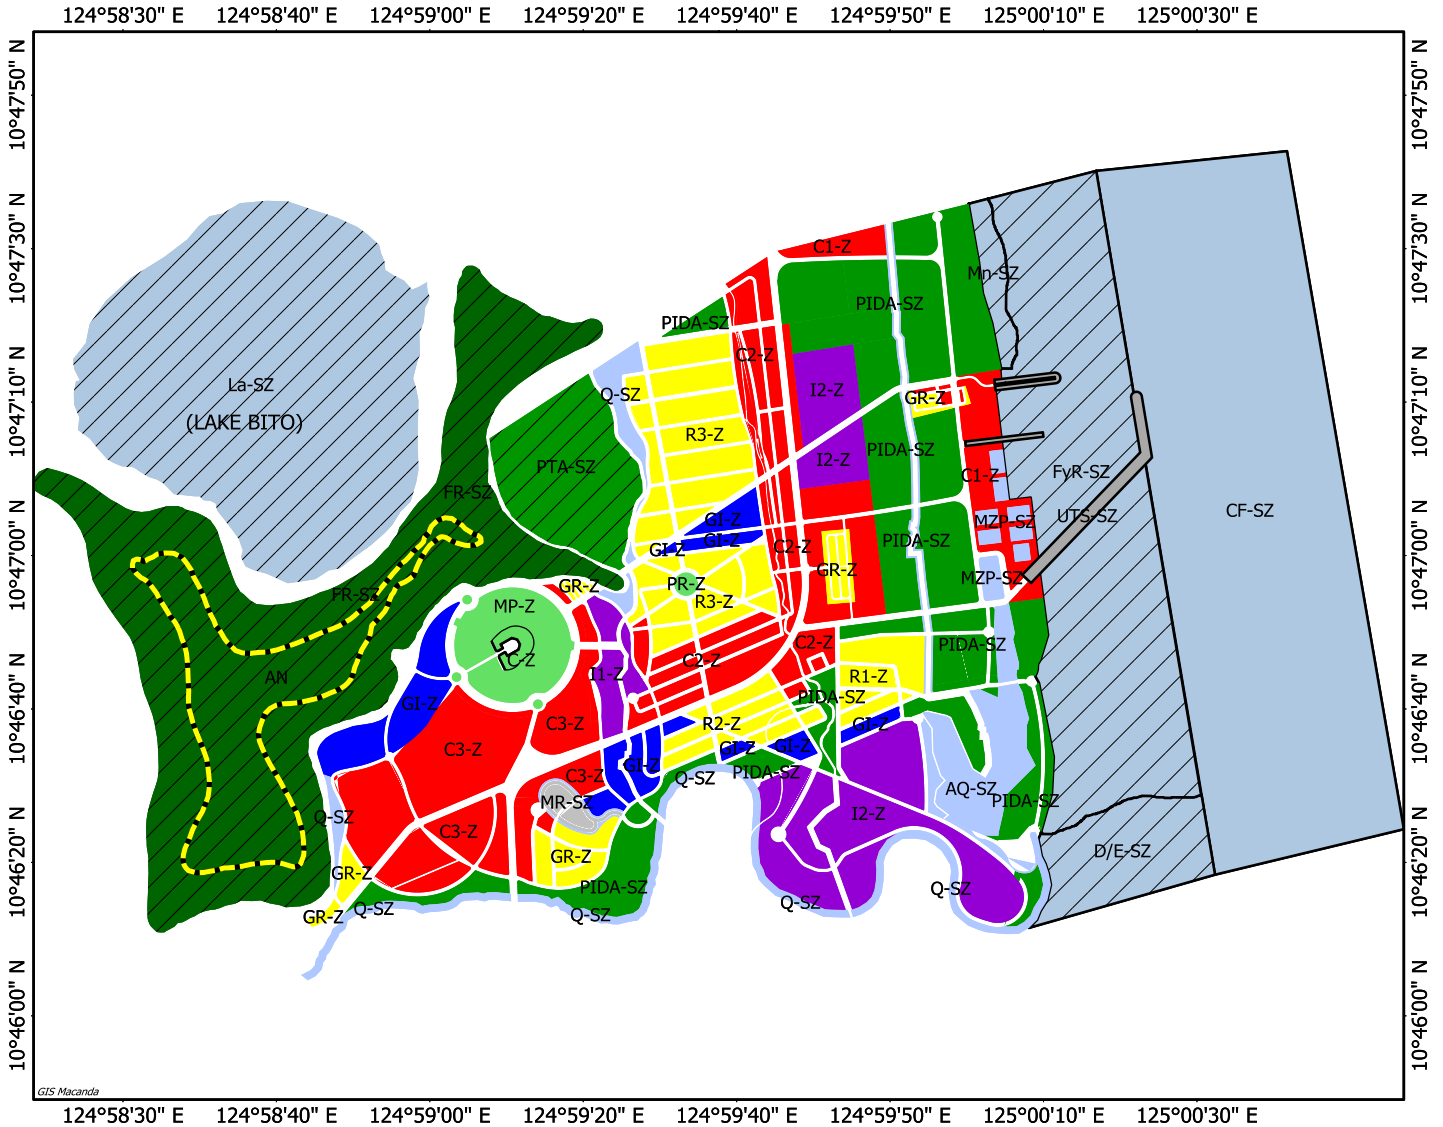 124°58'30" E 124°58'40" E 124°59'00" E 124°59'20" E 124°59'40" E 124°59'50" E 125°00'10" E 125°00'30" E
10°47'50" N
10°47'50" N
10°47'30" N
10°47'30" N
C1-Z
Mn-SZ
PIDA-SZ
PIDA-SZ
C2-Z
10°47'10" N
10°47'10" N
La-SZ
(LAKE BITO)
Q-SZ
I2-Z
GR-Z
R3-Z
PTA-SZ
I2-Z
PIDA-SZ
C1-Z
FyR-SZ
FR-SZ
CF-SZ
GI-Z
MZP-SZ
UTS-SZ
10°47'00" N
10°47'00" N
GI-Z
GI-Z
C2-Z
PIDA-SZ
GR-Z
PR-Z
GR-Z
MZP-SZ
FR-SZ
R3-Z
MP-Z
C2-Z
PIDA-SZ
C-Z
C2-Z
I1-Z
R1-Z
AN
10°46'40" N
10°46'40" N
PIDA-SZ
GI-Z
C3-Z
R2-Z
GI-Z
C3-Z
GI-Z
GI-Z
GI-Z
C3-Z
Q-SZ
PIDA-SZ
AQ-SZ
MR-SZ
PIDA-SZ
Q-SZ
I2-Z
C3-Z
10°46'20" N
10°46'20" N
GR-Z
D/E-SZ
GR-Z
PIDA-SZ
Q-SZ
Q-SZ
Q-SZ
GR-Z
Q-SZ
10°46'00" N
10°46'00" N
GIS Macanda
124°58'30" E 124°58'40" E 124°59'00" E 124°59'20" E 124°59'40" E 124°59'50" E 125°00'10" E 125°00'30" E